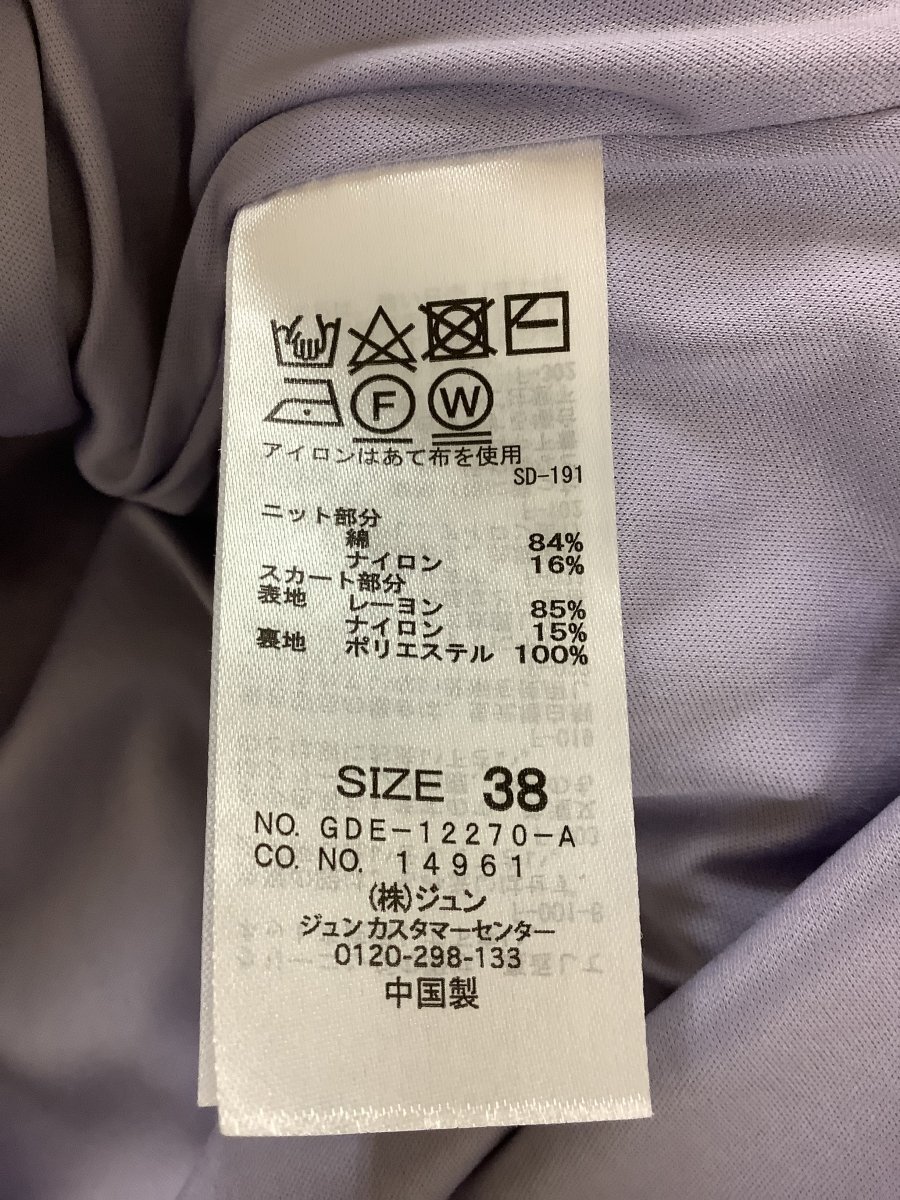 F
W
アイロンはあて布を使用
SD-191
ニット部分
綿 84%
ナイロン 16%
スカート部分
表地 レーヨン 85%
ナイロン 15%
裏地 ポリエステル 100%
SIZE 38
NO. GDE-12270-A
CO. NO. 14961
(株)ジュン
ジュンカスタマーセンター
0120-298-133
中国製